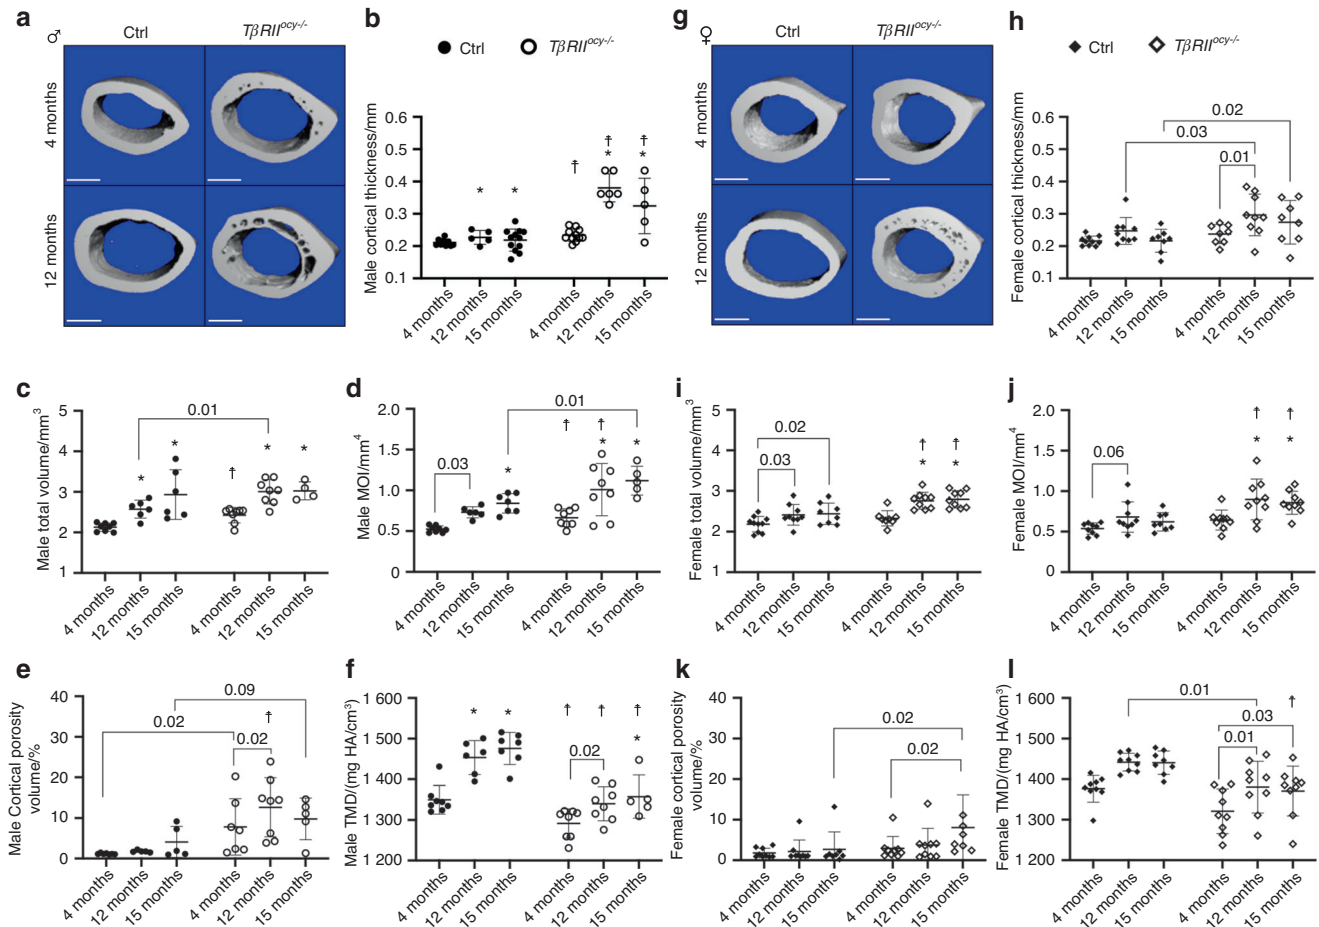 a
♂
Ctrl
TβRII^ocy-/-
4 months
12 months
b
Ctrl
TβRII^ocy-/-
Male cortical thickness/mm
0.6
0.5
0.4
0.3
0.2
0.1
* * † † * † *
4 months
12 months
15 months
4 months
12 months
15 months
g
♀
Ctrl
TβRII^ocy-/-
4 months
12 months
h
Ctrl
TβRII^ocy-/-
Female cortical thickness/mm
0.6
0.5
0.4
0.3
0.2
0.1
0.02
0.03
0.01
4 months
12 months
15 months
4 months
12 months
15 months
c
Male total volume/mm³
5
4
3
2
1
0.01
* * † * *
4 months
12 months
15 months
4 months
12 months
15 months
d
Male MOI/mm⁴
2.0
1.5
1.0
0.5
0
0.01
0.03
* † † * *
4 months
12 months
15 months
4 months
12 months
15 months
i
Female total volume/mm³
5
4
3
2
1
0.02
0.03
† * † *
4 months
12 months
15 months
4 months
12 months
15 months
j
Female MOI/mm⁴
2.0
1.5
1.0
0.5
0
0.06
† * † *
4 months
12 months
15 months
4 months
12 months
15 months
e
Male Cortical porosity
volume/%
40
30
20
10
0
0.09
0.02
†
0.02
4 months
12 months
15 months
4 months
12 months
15 months
f
Male TMD/(mg HA/cm³)
1 600
1 500
1 400
1 300
1 200
* * † † † *
0.02
4 months
12 months
15 months
4 months
12 months
15 months
k
Female cortical porosity
volume/%
40
30
20
10
0
0.02
0.02
4 months
12 months
15 months
4 months
12 months
15 months
l
Female TMD/(mg HA/cm³)
1 600
1 500
1 400
1 300
1 200
0.01
†
0.03
0.01
4 months
12 months
15 months
4 months
12 months
15 months